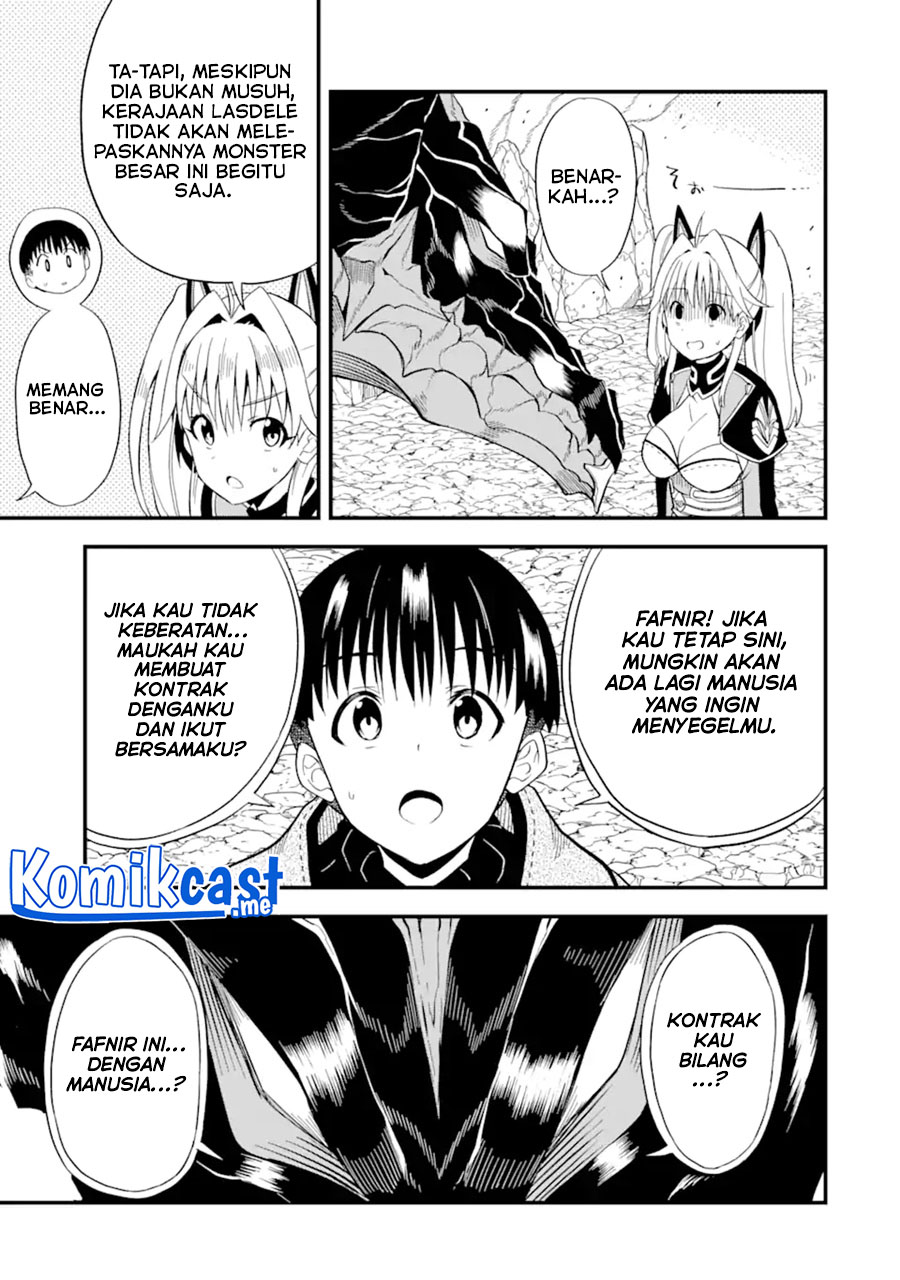 BENAR-
KAH...?
そぉ
TA-TAPI, MESKIPUN
DIA BUKAN MUSUH,
KERAJAAN LASDELE
TIDAK AKAN MELE-
PASKANNYA MONSTER
BESAR INI BEGITU
SAJA.
MEMANG
BENAR...
FAFNIR! JIKA
KAU TETAP SINI,
MUNGKIN AKAN
ADA LAGI MANUSIA
YANG INGIN
MENYEGELMU.
JIKA KAU TIDAK
KEBERATAN...
MAUKAH KAU
MEMBUAT
KONTRAK
DENGANKU
DAN IKUT
BERSAMAKU?
Komikcast
.me
KONTRAK
KAU
BILANG
...?
FAFNIR INI...
DENGAN
MANUSIA...?